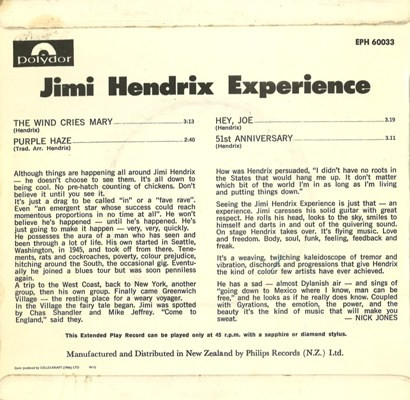 polydor
EPH 60033
Jimi Hendrix Experience
THE WIND CRIES MARY 3:13
(Hendrix)
PURPLE HAZE 2:40
(Trad. Arr. Hendrix)
HEY, JOE 3.19
(Hendrix)
51st ANNIVERSARY 3.11
(Hendrix)
Although things are happening all around Jimi Hendrix
— he doesn't choose to see them. It's all down to
being cool. No pre-hatch counting of chickens. Don't
believe it until you see it.
It's just a drag to be called "in" or a "fave rave".
Even "an emergent star whose success could reach
momentous proportions in no time at all". He won't
believe he's happened — until he's happened. He's
just going to make it happen — very, very, quickly.
He possesses the aura of a man who has seen and
been through a lot of life. His own started in Seattle,
Washington, in 1945, and took off from there. Tene-
ments, rats and cockroaches, poverty, colour prejudice,
hitching around the South, the occasional gig. Eventu-
ally he joined a blues tour but was soon penniless
again.
A trip to the West Coast, back to New York, another
group, then his own group. Finally came Greenwich
Village — the resting place for a weary voyager.
In the Village the fairy tale began. Jimi was spotted
by Chas Shandler and Mike Jeffrey. "Come to
England," said they.
How was Hendrix persuaded, "I didn't have no roots in
the States that would hang me up. It don't matter
which bit of the world I'm in as long as I'm living
and putting things down."
Seeing the Jimi Hendrix Experience is just that — an
experience. Jimi caresses his solid guitar with great
respect. He rolls his head, looks to the sky, smiles to
himself and darts in and out of the quivering sound.
On stage Hendrix takes over. It's flying music. Love
and freedom. Body, soul, funk, feeling, feedback and
freak.
It's a weaving, twitching kaleidoscope of tremor and
vibration, dischords and progressions that give Hendrix
the kind of colour few artists have ever achieved.
He has a sad — almost Dylanish air — and sings of
"going down to Mexico where I know, man can be
free," and he looks as if he really does know. Coupled
with Gyrations, the emotion, the power, and the
beauty it's the kind of music that will make you
sweat. — NICK JONES
This Extended Play Record can be played only at 45 r.p.m. with a sapphire or diamond stylus.
Manufactured and Distributed in New Zealand by Philips Records (N.Z.) Ltd.